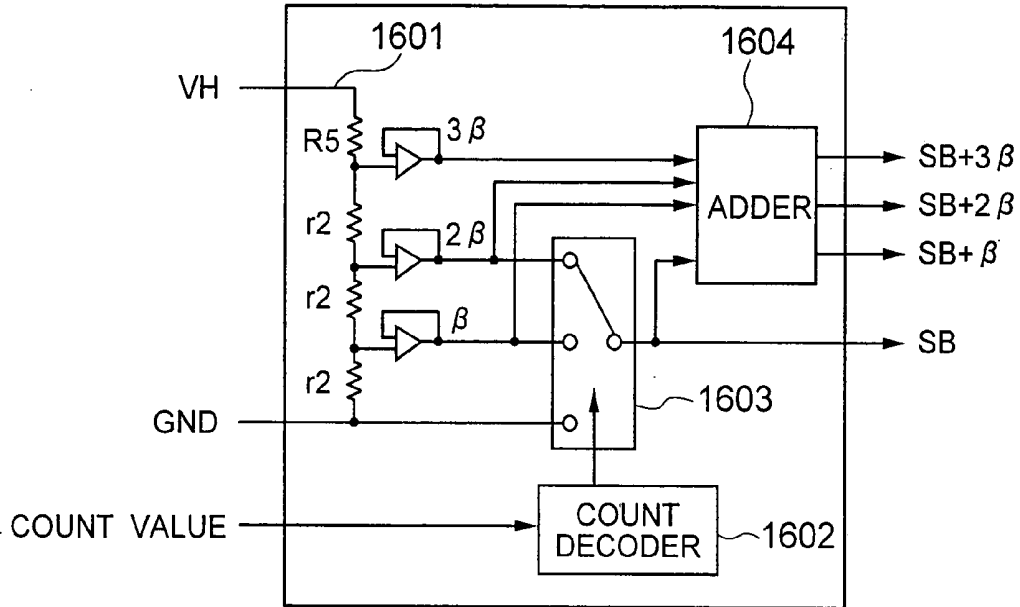 1601
1604
VH
R5
3β
SB+3β
ADDER
SB+2β
r2
2β
SB+β
r2
β
SB
r2
1603
GND
COUNT VALUE
COUNT
DECODER
1602